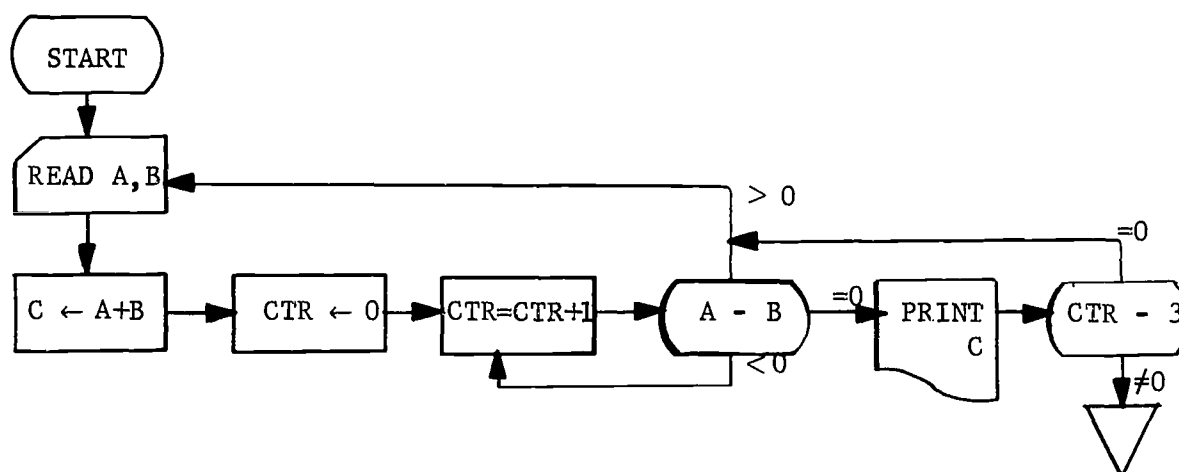 START
READ A,B
> 0
=0
C ← A+B
CTR ← 0
CTR=CTR+1
A - B
=0
PRINT
C
CTR - 3
<0
≠0